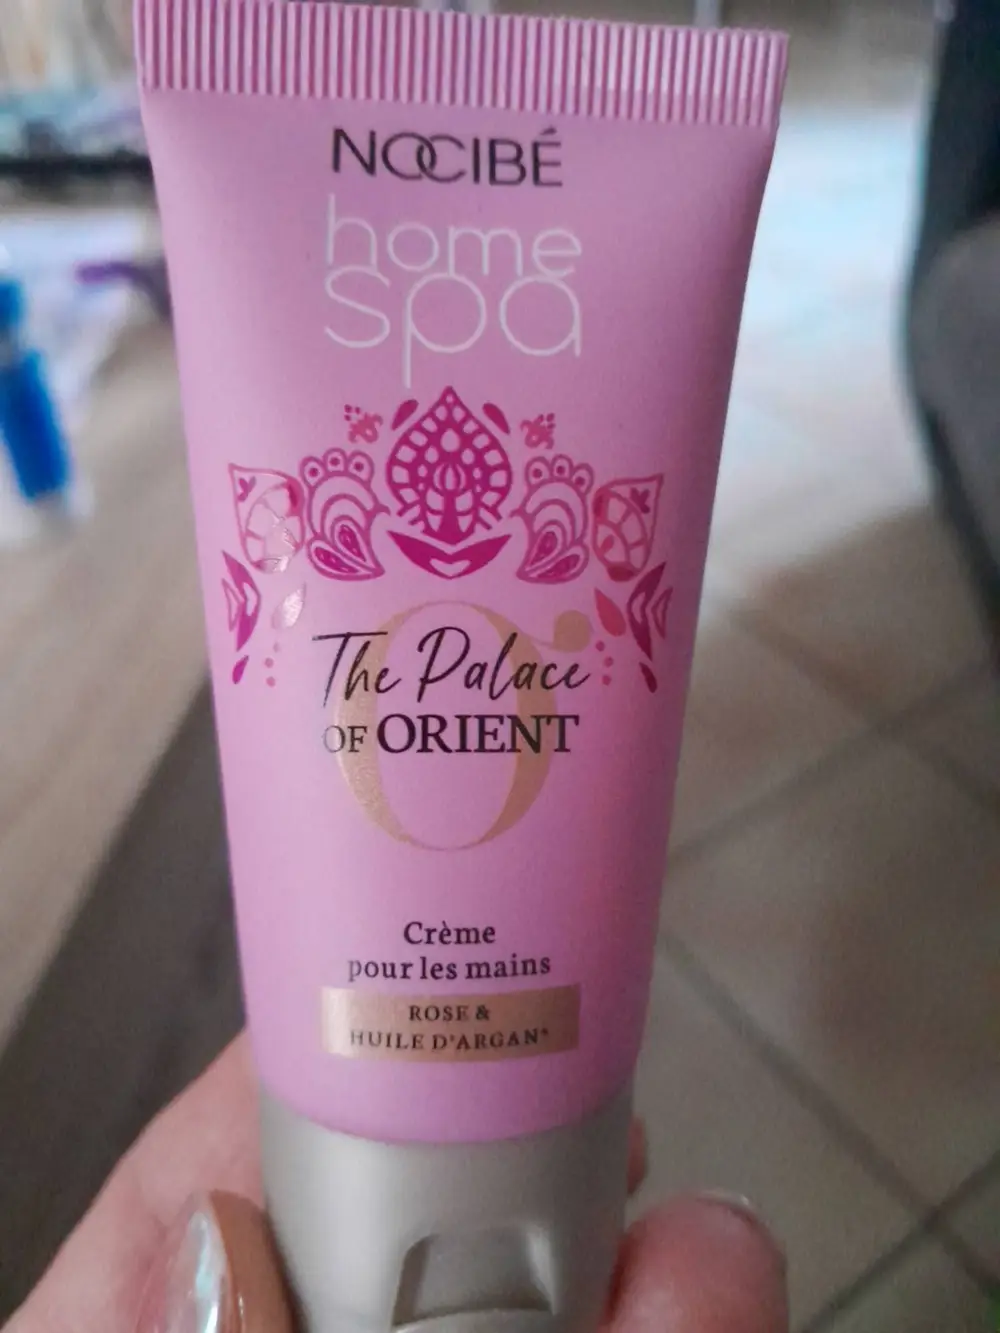 NOCIBÉ
home
spa
The Palace
OF ORIENT
Crème
pour les mains
ROSE &
HUILE D'ARGAN*